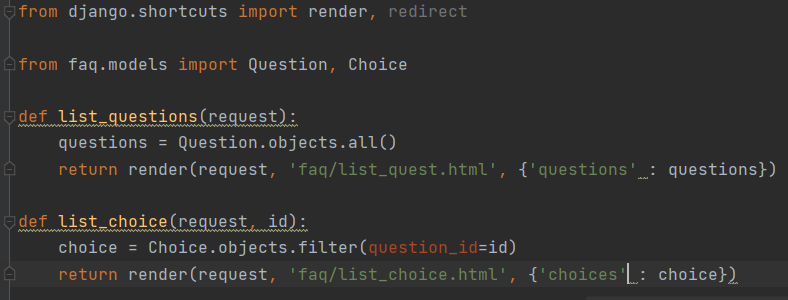 from django.shortcuts import render, redirect
from faq.models import Question, Choice
def list_questions(request):
questions = Question.objects.all()
return render(request, 'faq/list_quest.html', {'questions' : questions})
def list_choice(request, id):
choice = Choice.objects.filter(question_id=id)
return render(request, 'faq/list_choice.html', {'choices' : choice})